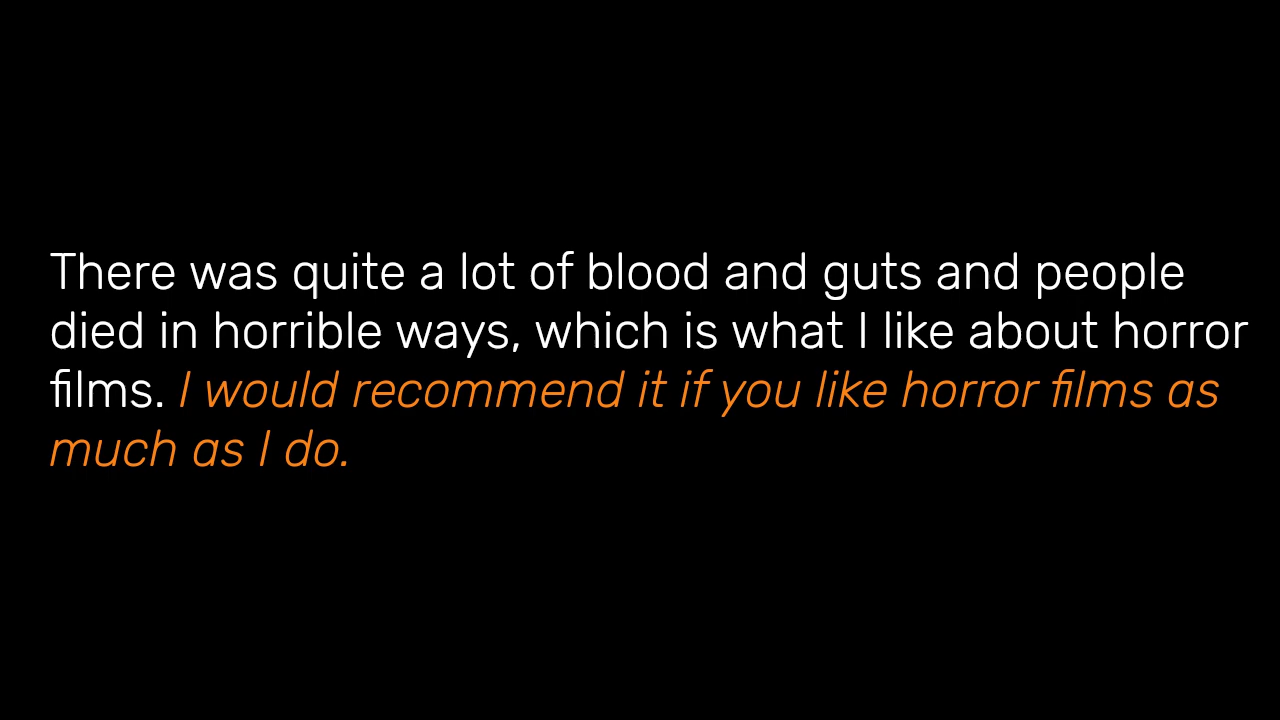 There was quite a lot of blood and guts and people
died in horrible ways, which is what I like about horror
films. I would recommend it if you like horror films as
much as I do.